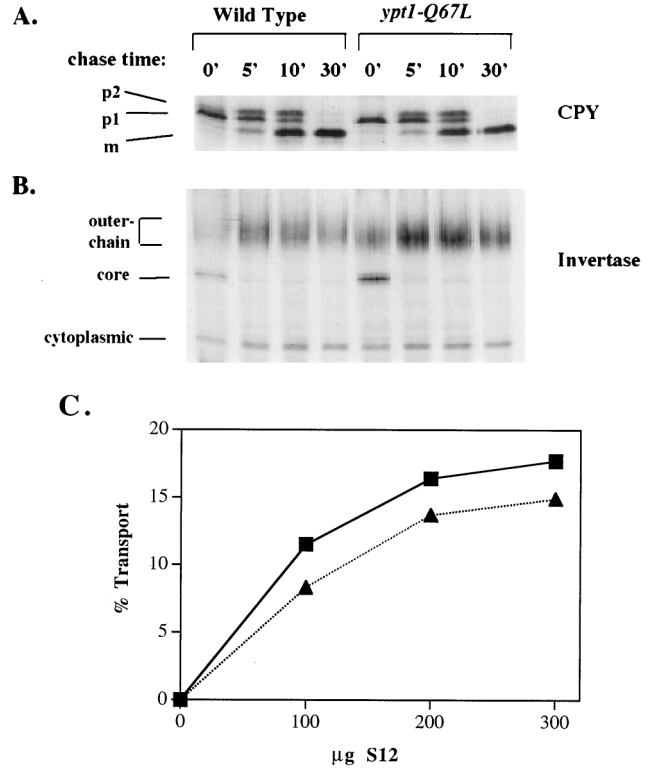 A.
Wild Type ypt1-Q67L
chase time: 0' 5' 10' 30' 0' 5' 10' 30'
p2
p1
m
CPY
B.
outer-
chain
core
cytoplasmic
Invertase
C.
20
15
10
5
0
% Transport
0 100 200 300
µg S12